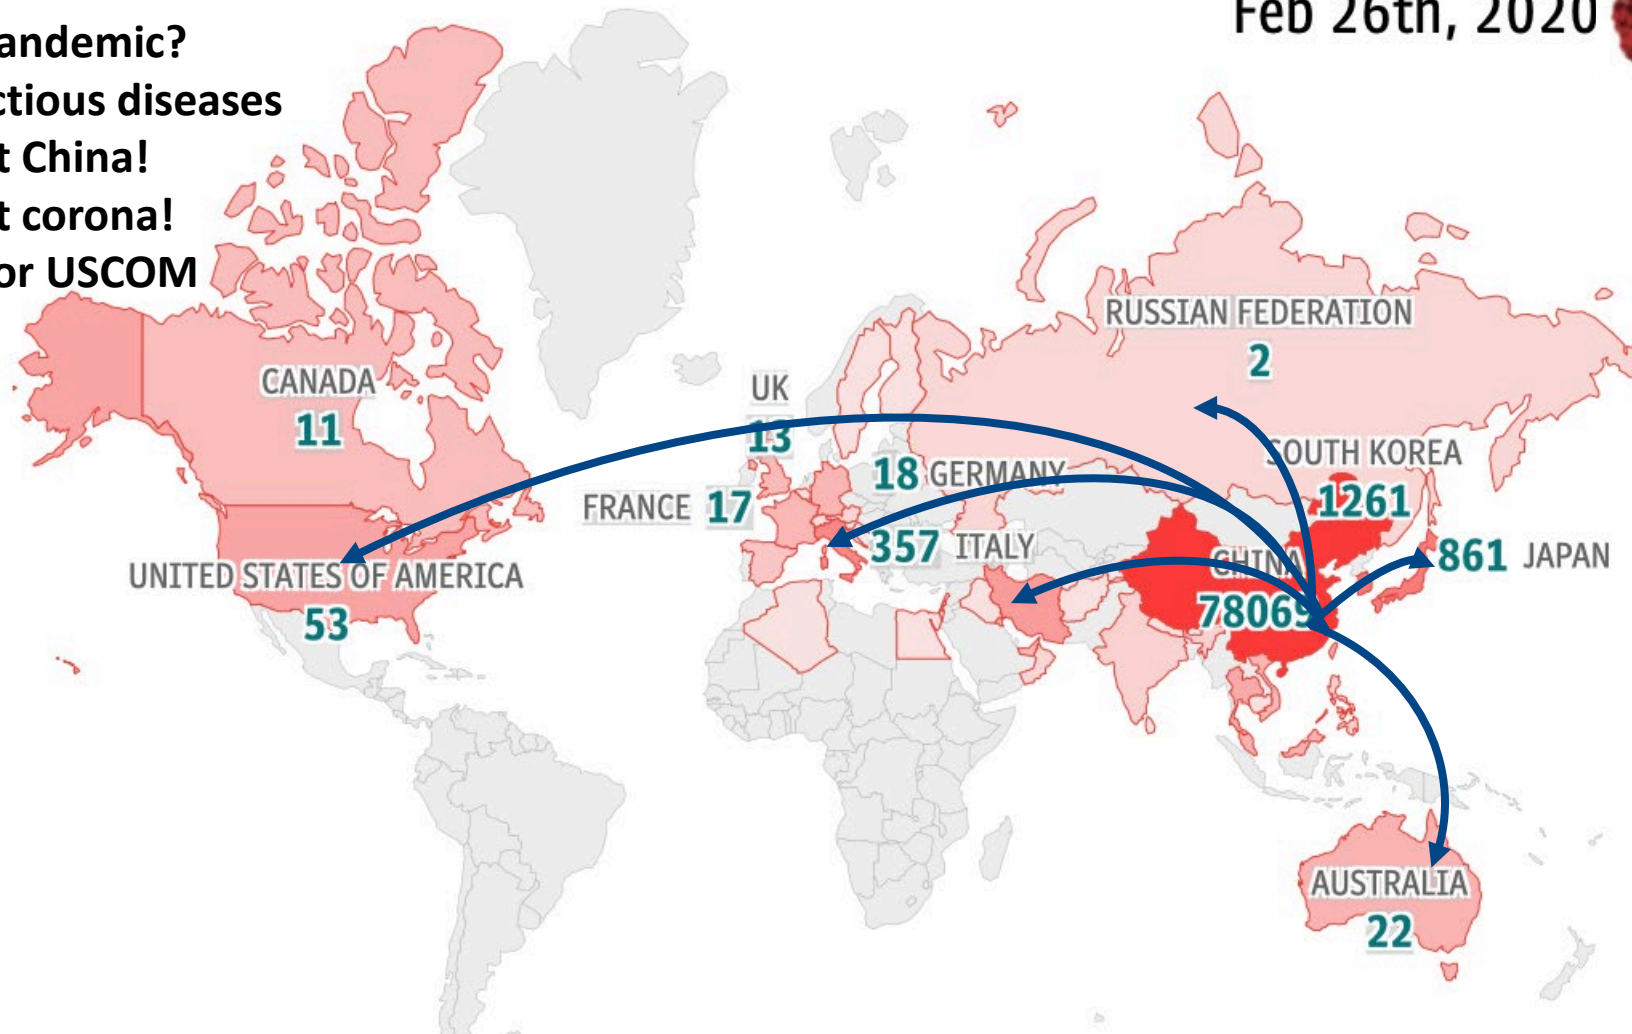 Feb 26th, 2020
andemic?
ctious diseases
t China!
t corona!
or USCOM
RUSSIAN FEDERATION
2
CANADA
11
UK
13
SOUTH KOREA
1261
18 GERMANY
FRANCE 17
357 ITALY
CHINA
78069
861 JAPAN
UNITED STATES OF AMERICA
53
AUSTRALIA
22